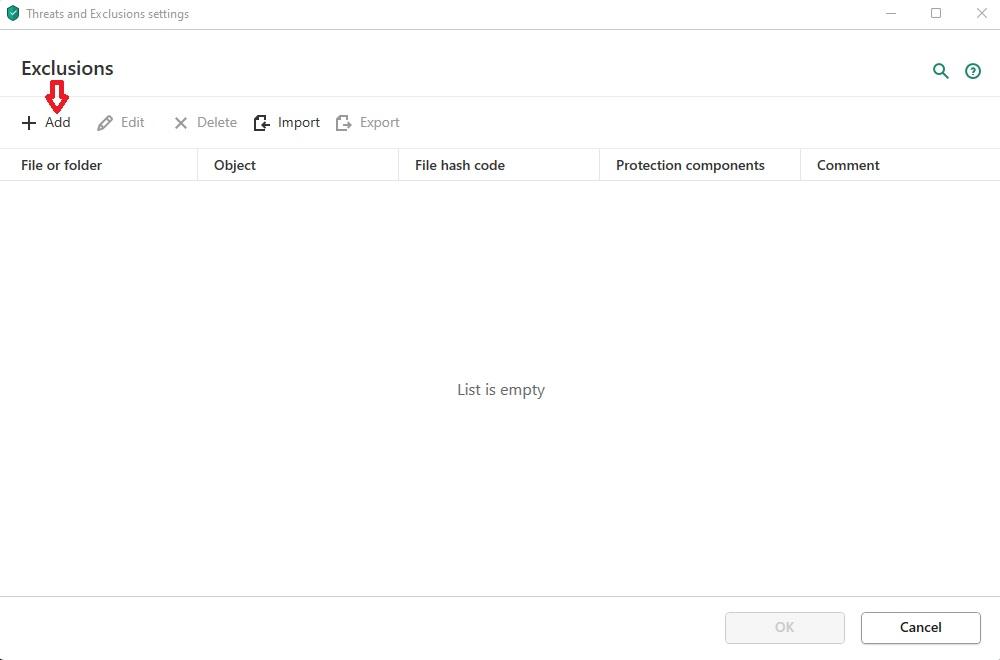 Threats and Exclusions settings
Exclusions
Add Edit Delete Import Export
File or folder Object File hash code Protection components Comment
List is empty
OK Cancel